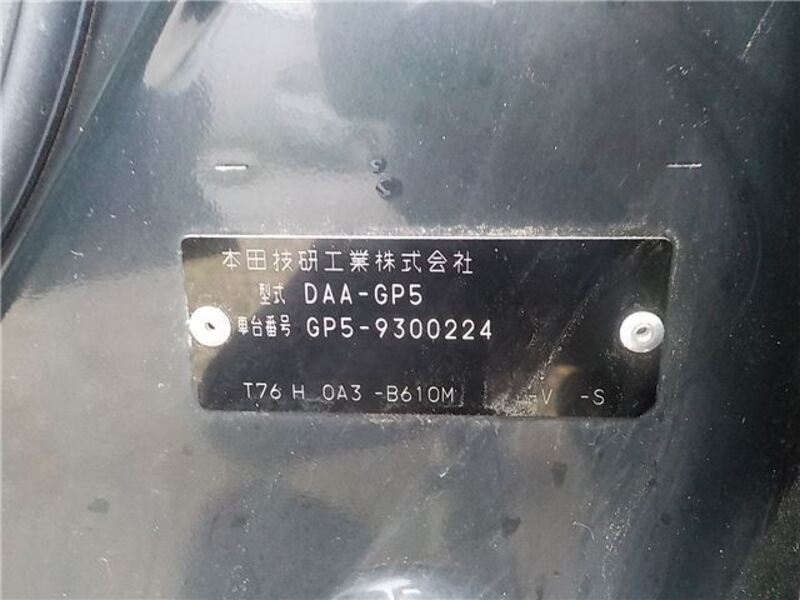 本田技研工業株式会社
型式 DAA-GP5
車台番号 GP5-9300224
T76 H 0A3 -B610M -V -S